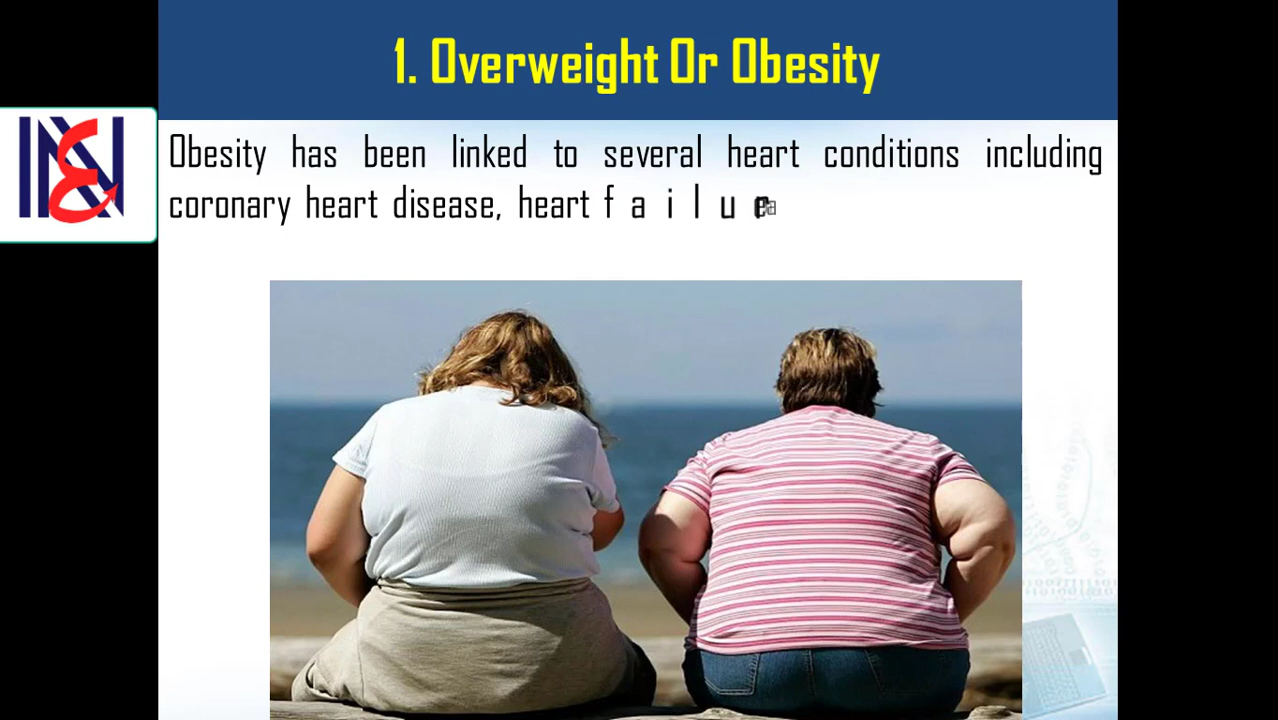 1. Overweight Or Obesity
Obesity has been linked to several heart conditions including
coronary heart disease, heart f a i l u